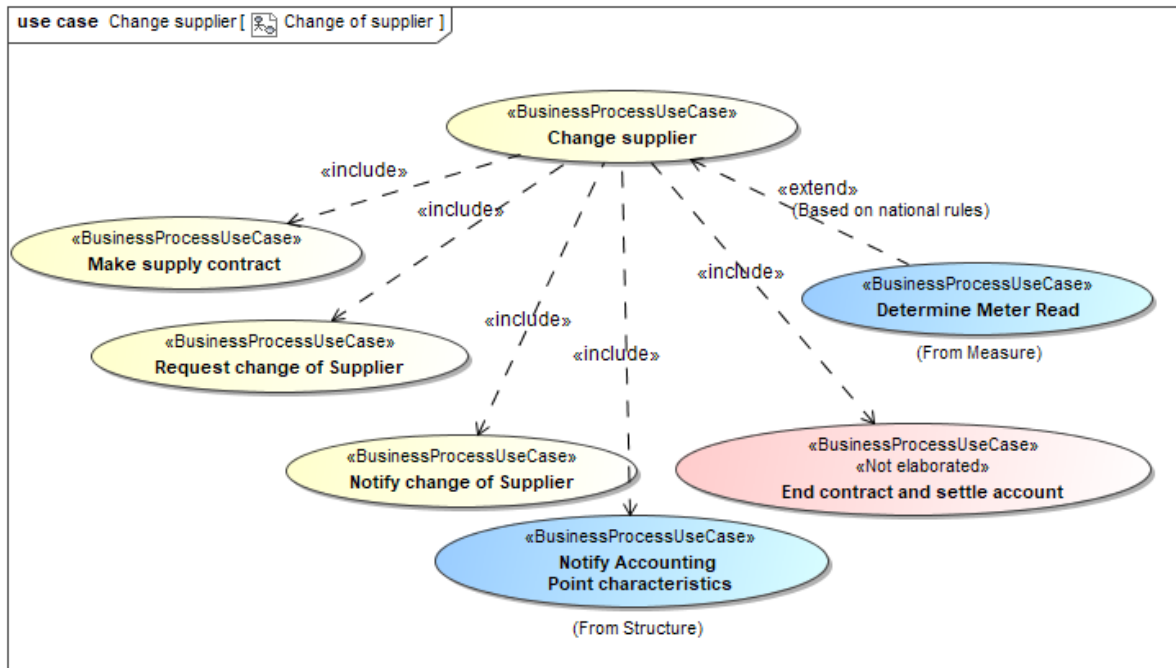 use case Change supplier [ Change of supplier ]
«BusinessProcessUseCase»
Change supplier
«include»
«extend»
(Based on national rules)
«include»
«BusinessProcessUseCase»
Make supply contract
«include»
«BusinessProcessUseCase»
Determine Meter Read
(From Measure)
«include»
«include»
«BusinessProcessUseCase»
Request change of Supplier
«BusinessProcessUseCase»
Notify change of Supplier
«BusinessProcessUseCase»
«Not elaborated»
End contract and settle account
«BusinessProcessUseCase»
Notify Accounting
Point characteristics
(From Structure)